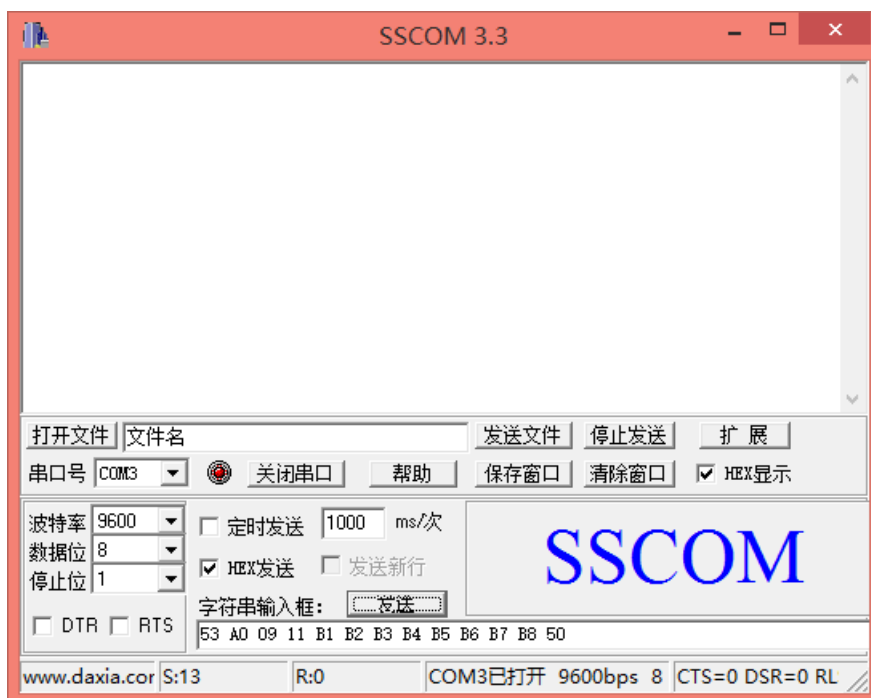 SSCOM 3.3
打开文件 文件名 发送文件 停止发送 扩 展
串口号 COM3 关闭串口 帮助 保存窗口 清除窗口 HEX显示
波特率 9600 定时发送 1000 ms/次
数据位 8
HEX发送 发送新行
停止位 1
SSCOM
字符串输入框: 发送
DTR RTS
53 A0 09 11 B1 B2 B3 B4 B5 B6 B7 B8 50
www.daxia.cor S:13 R:0 COM3已打开 9600bps 8 CTS=0 DSR=0 RL